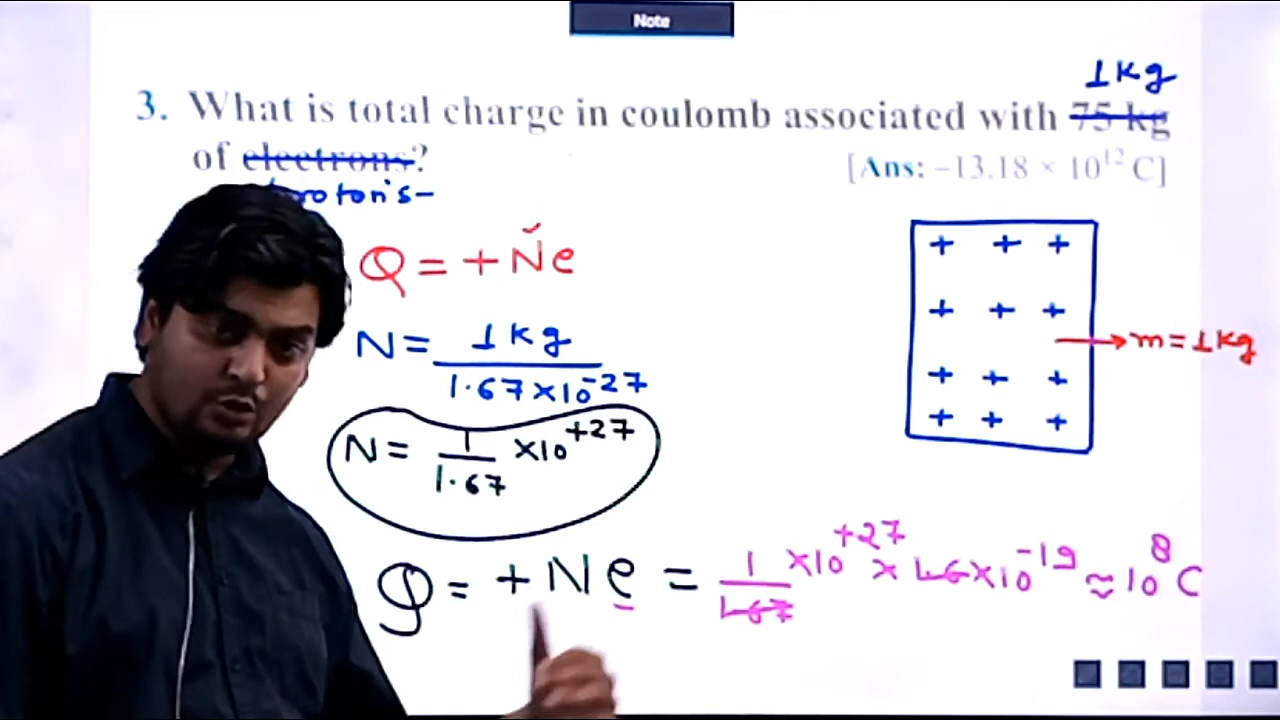 Note
1Kg
3. What is total charge in coulomb associated with 75 kg
of electrons?
[Ans: –13.18 × 10¹² C]
roton's-
Q = + Ne
N = 1kg / 1.67×10⁻²⁷
m = 1kg
N = 1/1.67 ×10⁺²⁷
Q = + Ne = 1/1.67 ×10⁺²⁷ × 1.6×10⁻¹⁹ ≈ 10⁸ C